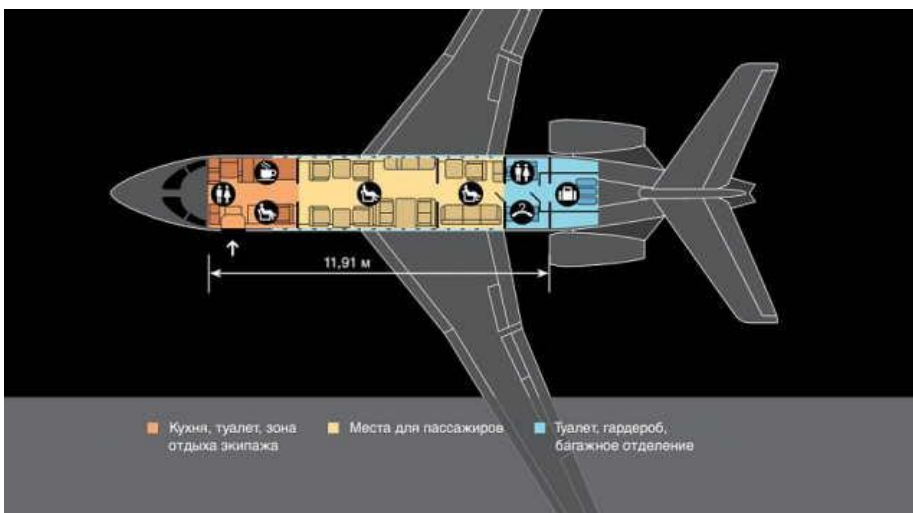 11,91 м
Кухня, туалет, зона
отдыха экипажа
Места для пассажиров
Туалет, гардероб,
багажное отделение